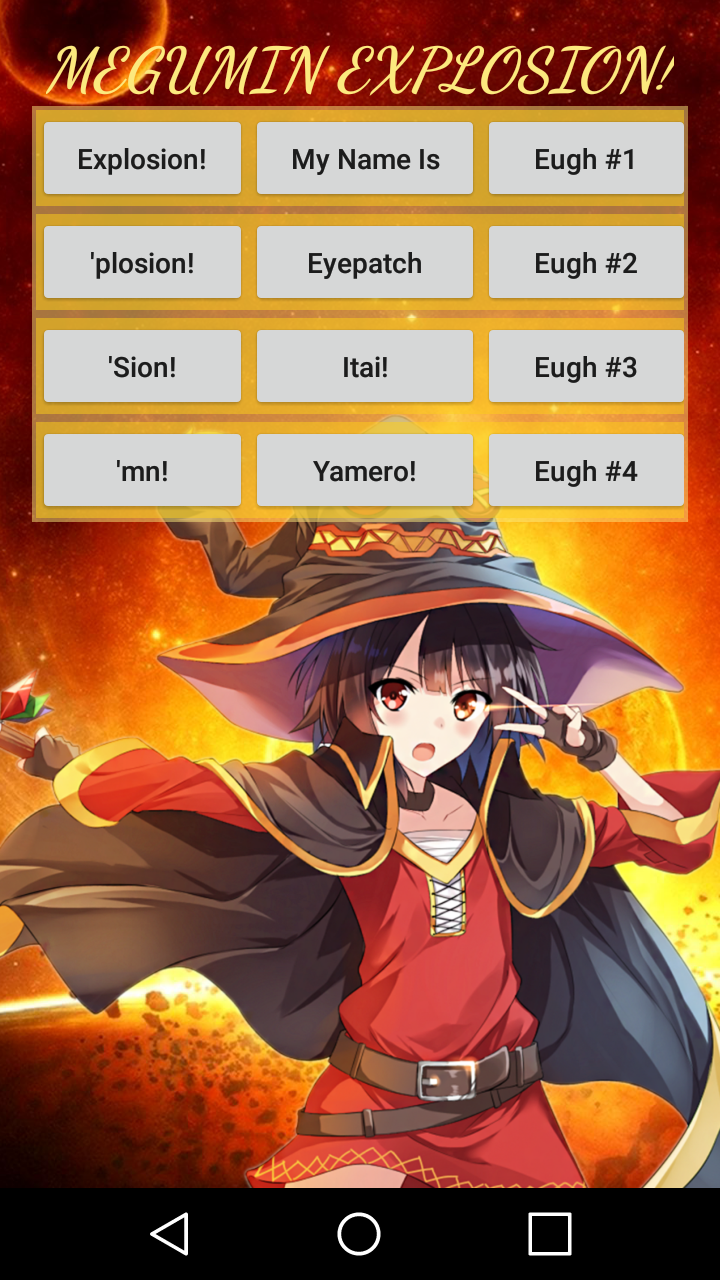 MEGUMIN EXPLOSION!
Explosion! My Name Is Eugh #1
'plosion! Eyepatch Eugh #2
'Sion! Itai! Eugh #3
'mn! Yamero! Eugh #4